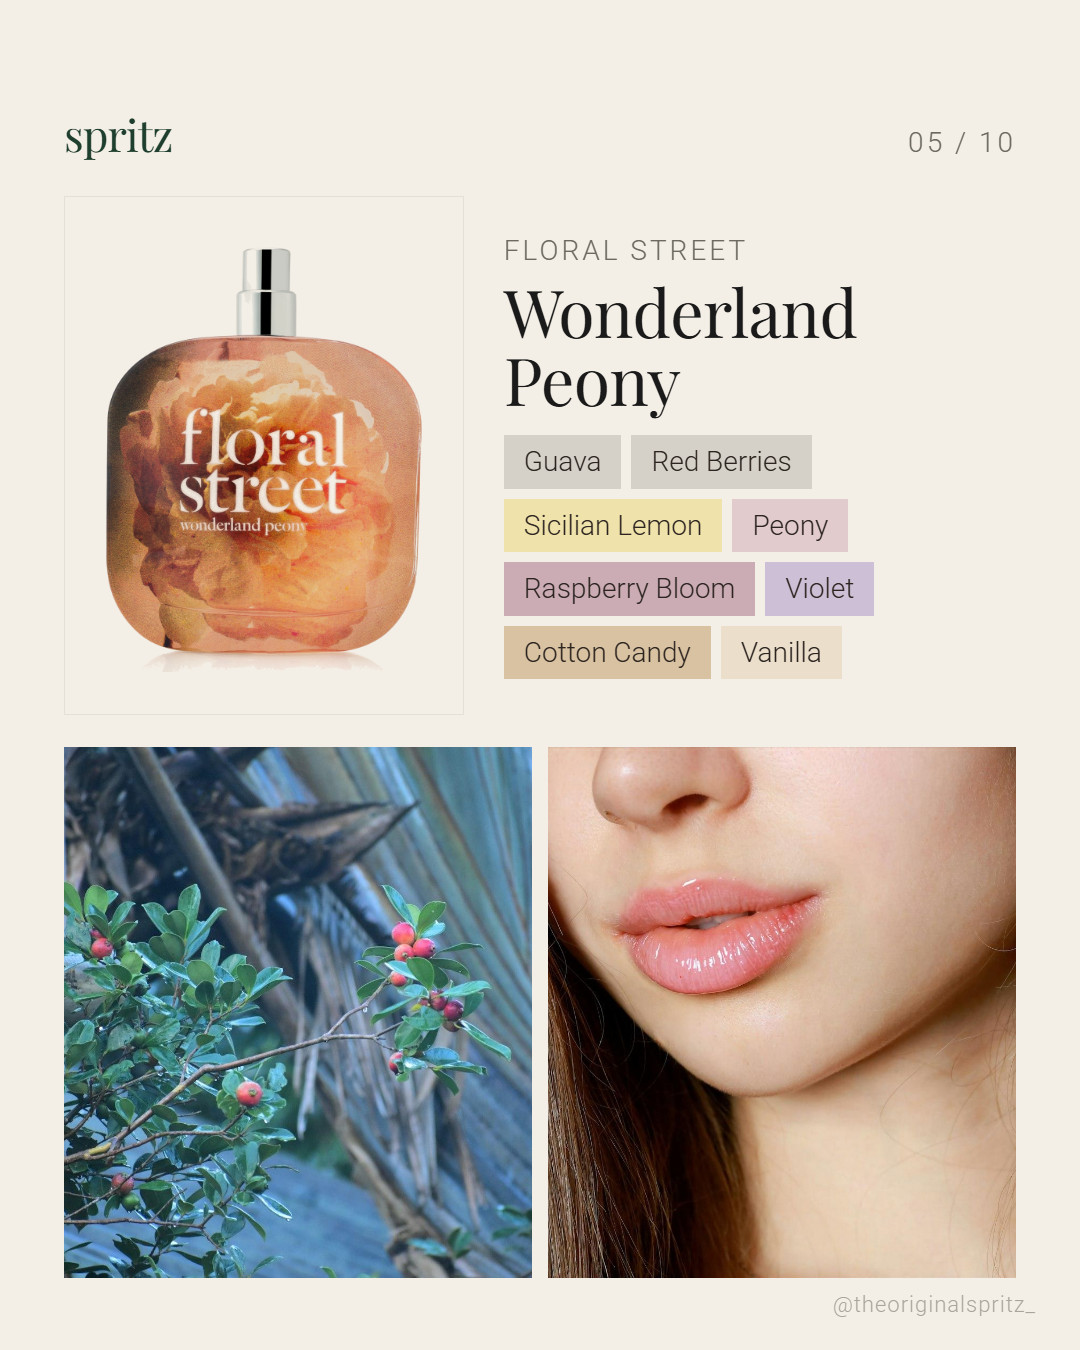 spritz
05 / 10
FLORAL STREET
Wonderland
Peony
floral
street
wonderland peony
Guava
Red Berries
Sicilian Lemon
Peony
Raspberry Bloom
Violet
Cotton Candy
Vanilla
@theoriginalspritz_